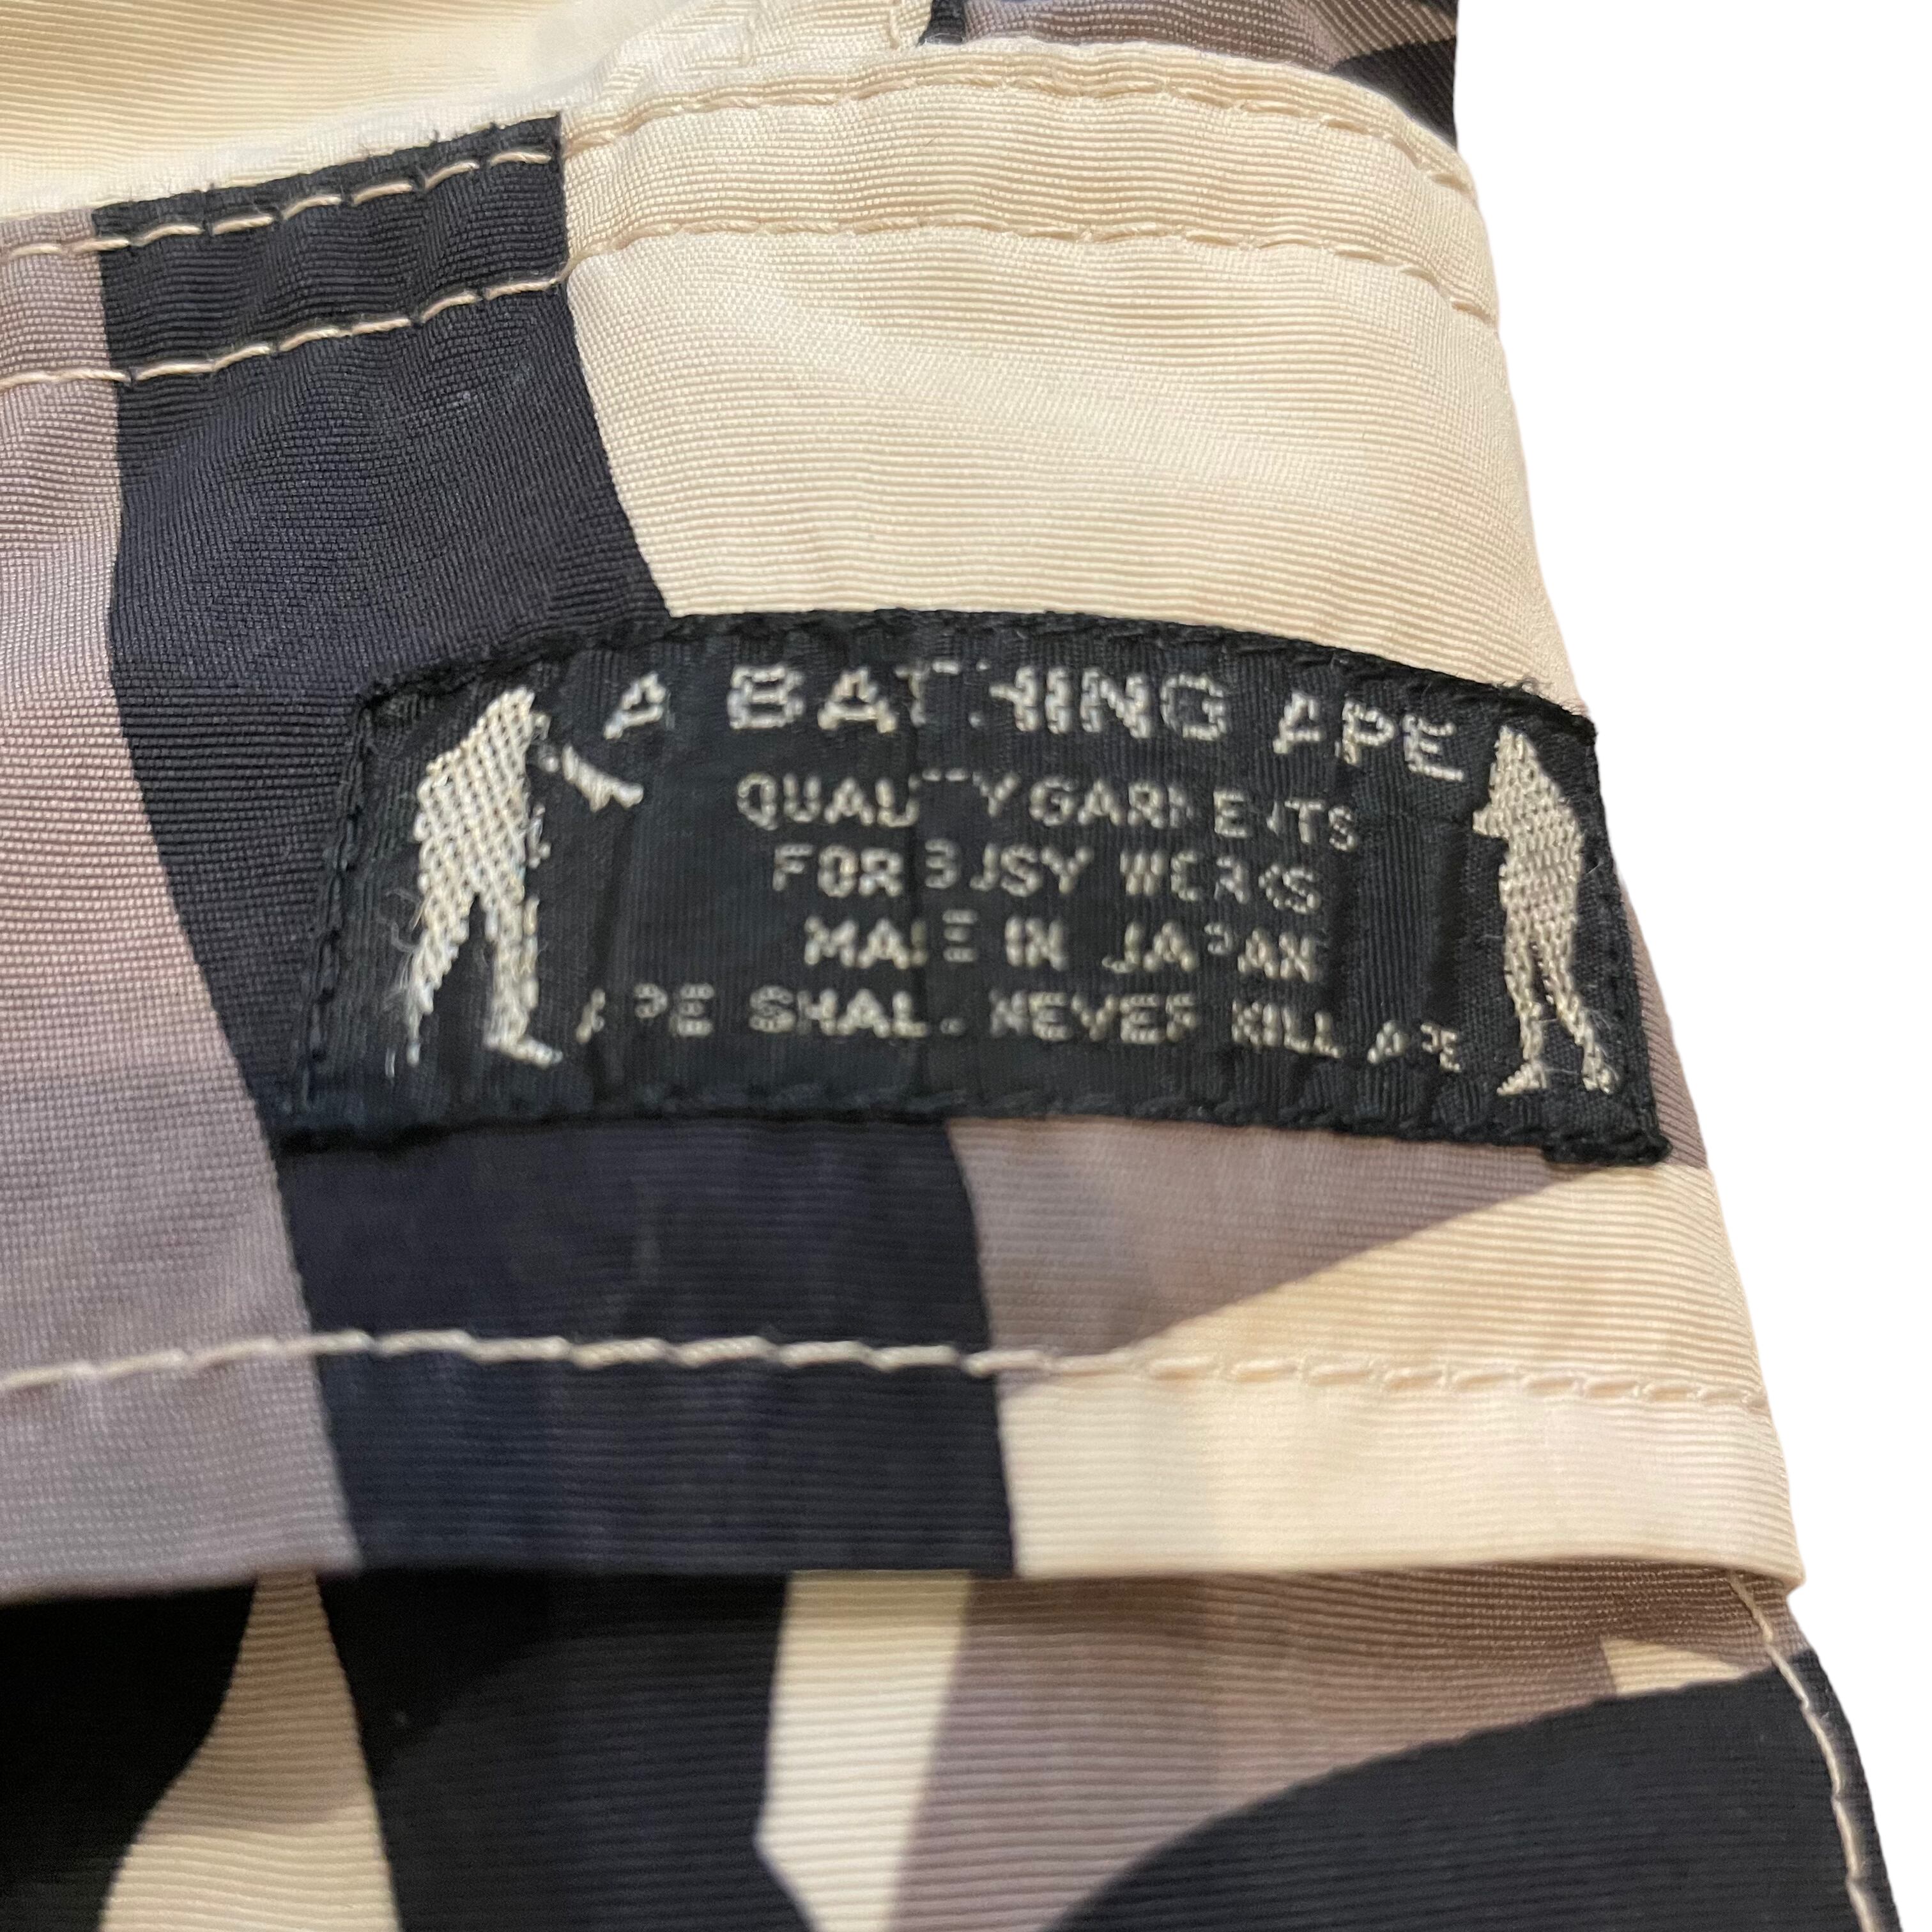 A BATHING APE
QUALITY GARMENTS
FOR BUSY WORKS
MADE IN JAPAN
APE SHALL NEVER KILL APE